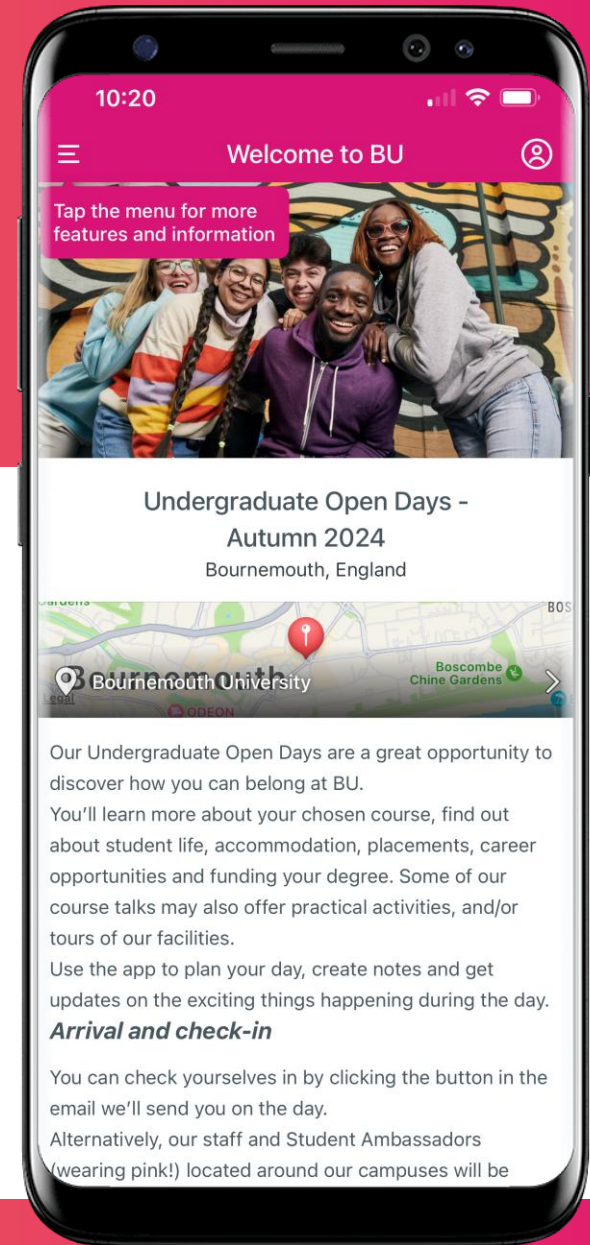 10:20
Welcome to BU
Tap the menu for more
features and information
Undergraduate Open Days -
Autumn 2024
Bournemouth, England
BOS
Bournemouth
Boscombe
Chine Gardens
Bournemouth University
Legal
ODEON
Our Undergraduate Open Days are a great opportunity to
discover how you can belong at BU.
You’ll learn more about your chosen course, find out
about student life, accommodation, placements, career
opportunities and funding your degree. Some of our
course talks may also offer practical activities, and/or
tours of our facilities.
Use the app to plan your day, create notes and get
updates on the exciting things happening during the day.
Arrival and check-in
You can check yourselves in by clicking the button in the
email we’ll send you on the day.
Alternatively, our staff and Student Ambassadors
(wearing pink!) located around our campuses will be